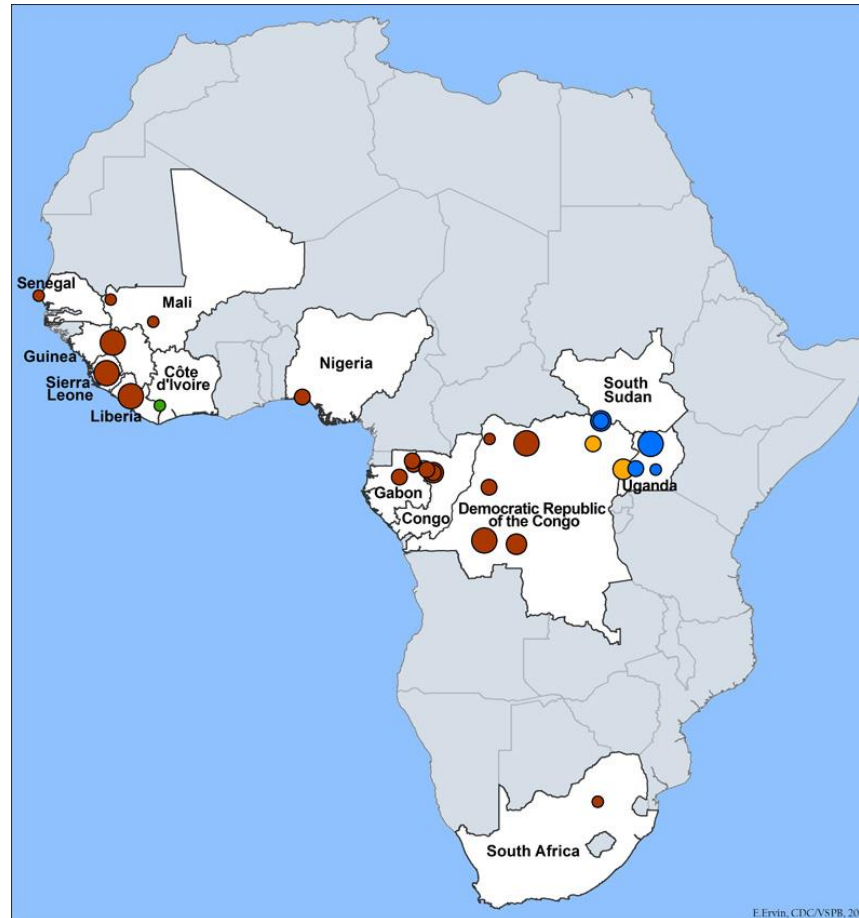 Senegal
Mali
Guinea
Côte
d'Ivoire
Sierra
Leone
Liberia
Nigeria
South
Sudan
Gabon
Congo
Uganda
Democratic Republic
of the Congo
South Africa
E.Ervin, CDC/VSPB, 20